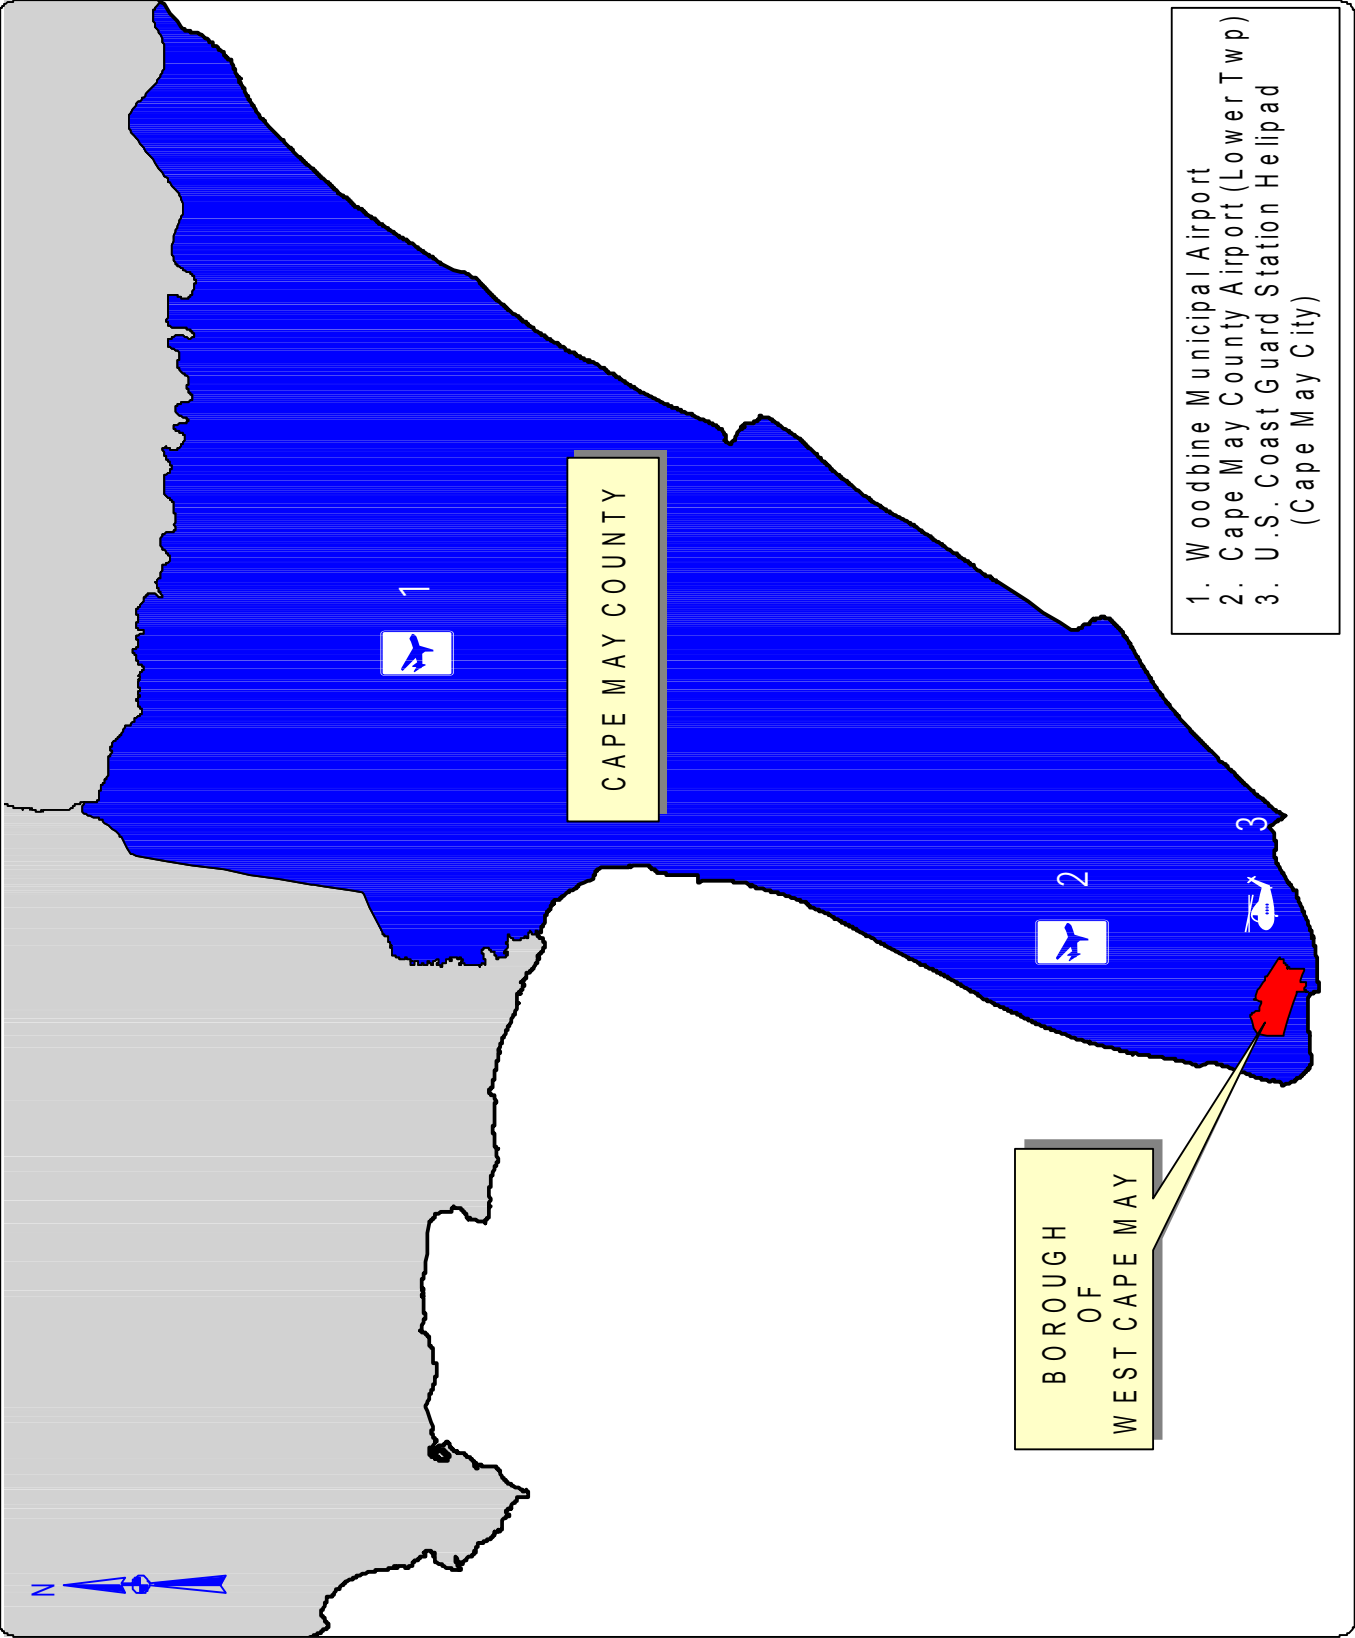 N
1
CAPE MAY COUNTY
2
3
BOROUGH
OF
WEST CAPE MAY
1. Woodbine Municipal Airport
2. Cape May County Airport (Lower Twp)
3. U.S. Coast Guard Station Helipad
(Cape May City)